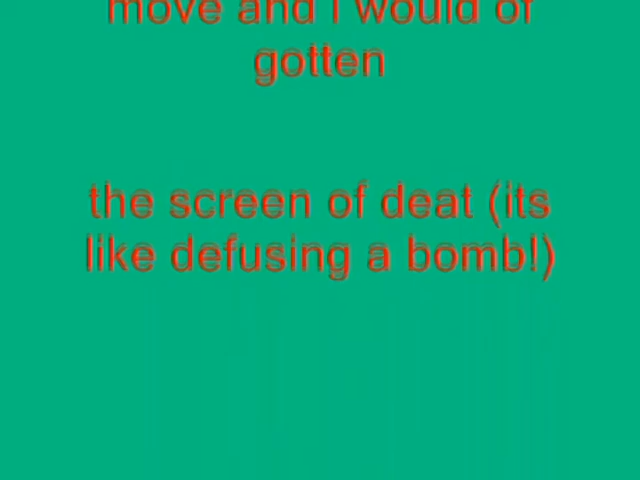 move and i would of
gotten
the screen of deat (its
like defusing a bomb!)